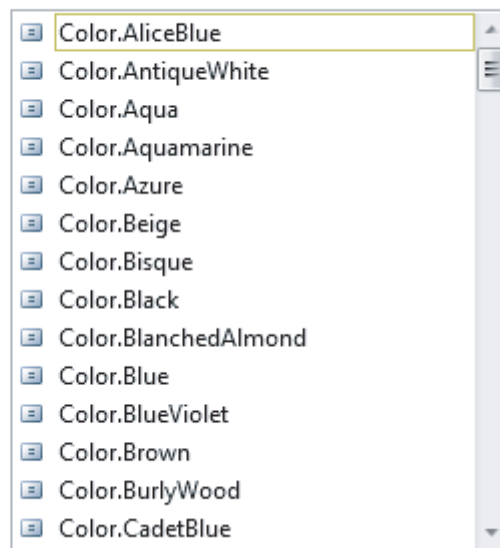 Color.AliceBlue
Color.AntiqueWhite
Color.Aqua
Color.Aquamarine
Color.Azure
Color.Beige
Color.Bisque
Color.Black
Color.BlanchedAlmond
Color.Blue
Color.BlueViolet
Color.Brown
Color.BurlyWood
Color.CadetBlue